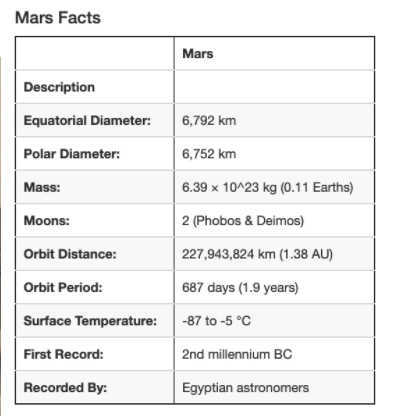 Mars Facts
Mars
Description
Equatorial Diameter: 6,792 km
Polar Diameter: 6,752 km
Mass: 6.39 × 10^23 kg (0.11 Earths)
Moons: 2 (Phobos & Deimos)
Orbit Distance: 227,943,824 km (1.38 AU)
Orbit Period: 687 days (1.9 years)
Surface Temperature: -87 to -5 °C
First Record: 2nd millennium BC
Recorded By: Egyptian astronomers